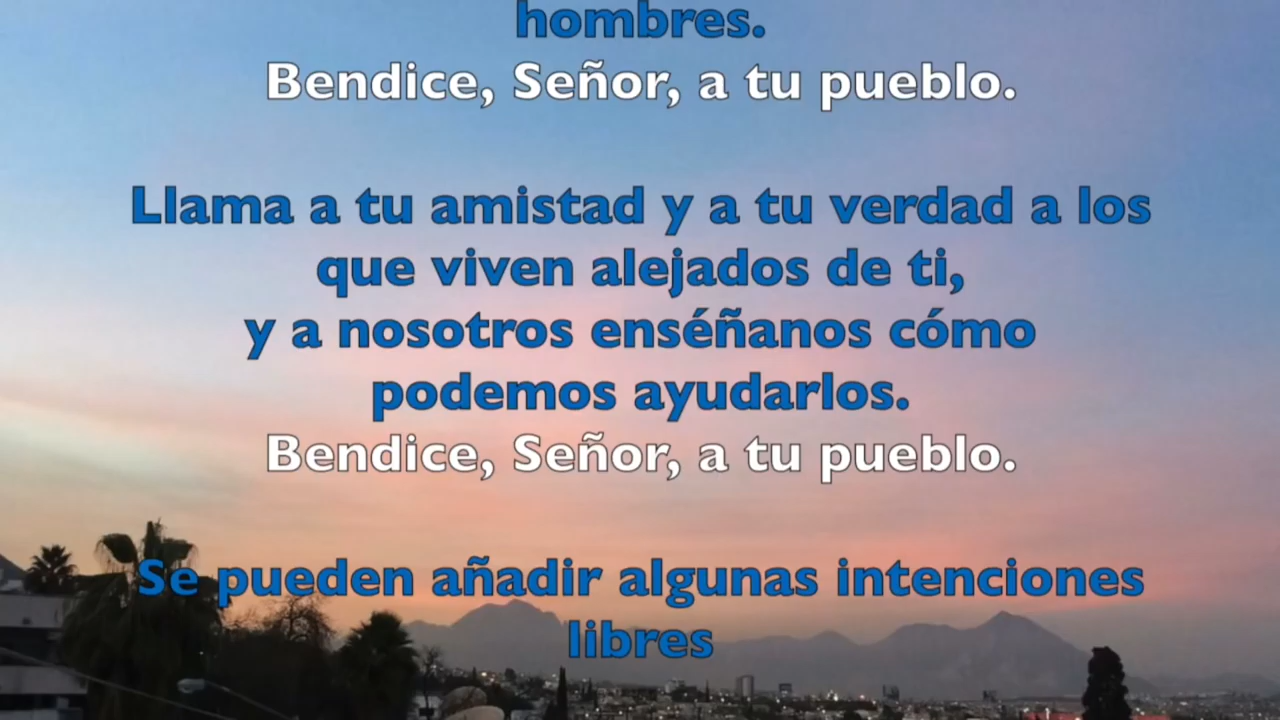 hombres.
Bendice, Señor, a tu pueblo.
Llama a tu amistad y a tu verdad a los
que viven alejados de ti,
y a nosotros enséñanos cómo
podemos ayudarlos.
Bendice, Señor, a tu pueblo.
Se pueden añadir algunas intenciones
libres